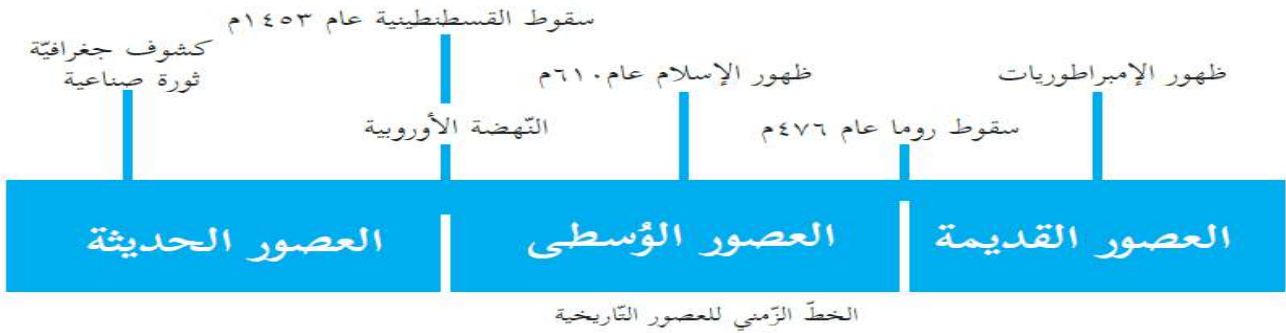 سقوط القسطنطينية عام ١٤٥٣م
كشوف جغرافيّة
ثورة صناعية
ظهور الإمبراطوريات
ظهور الإسلام عام ٦١٠م
سقوط روما عام ٤٧٦م
النّهضة الأوروبية
العصور القديمة
العصور الوُسطى
العصور الحديثة
الخطّ الزّمني للعصور التّاريخية